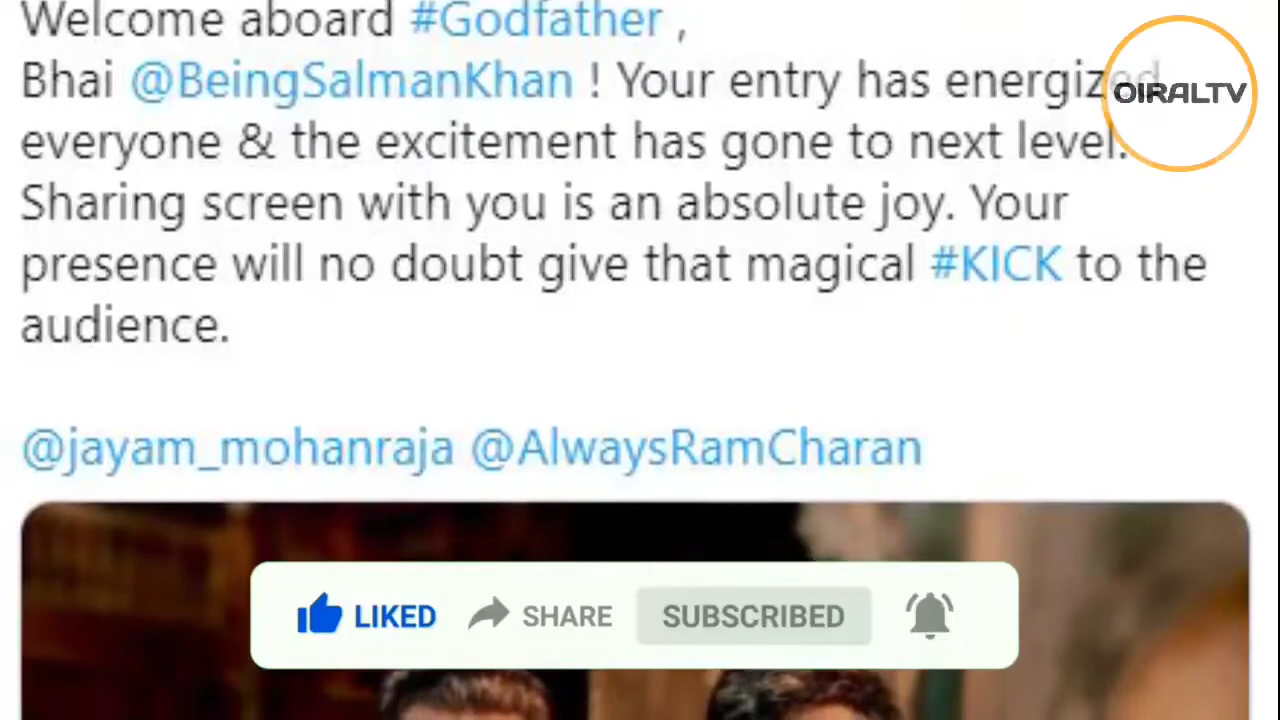 Welcome aboard #Godfather ,
Bhai @BeingSalmanKhan ! Your entry has energized
everyone & the excitement has gone to next level.
Sharing screen with you is an absolute joy. Your
presence will no doubt give that magical #KICK to the
audience.
@jayam_mohanraja @AlwaysRamCharan
OIRALTV
LIKED SHARE SUBSCRIBED